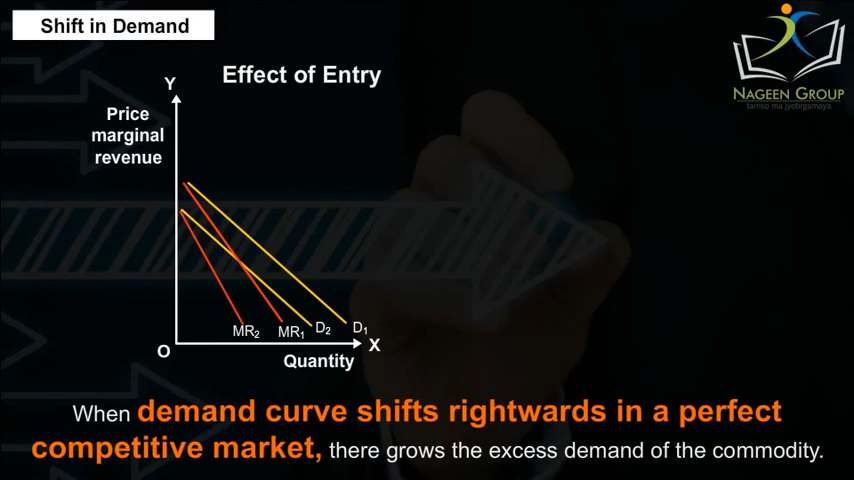 Shift in Demand
NAGEEN GROUP
tamso ma jyotirgamaya
Effect of Entry
Y
Price
marginal
revenue
MR₂ MR₁ D₂ D₁
O
X
Quantity
When demand curve shifts rightwards in a perfect
competitive market, there grows the excess demand of the commodity.